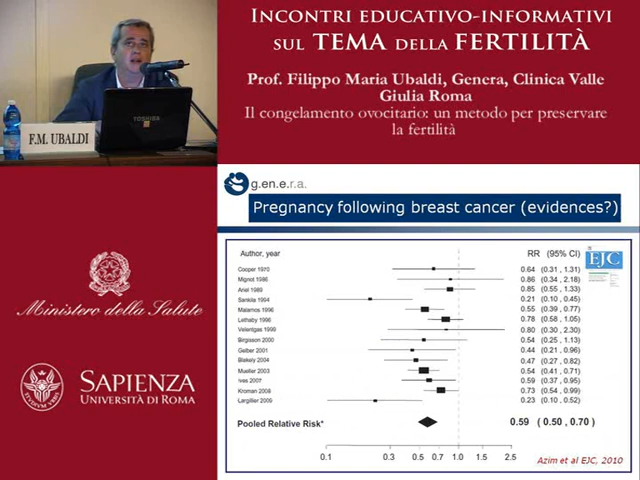 INCONTRI EDUCATIVO-INFORMATIVI
SUL TEMA DELLA FERTILITÀ
Prof. Filippo Maria Ubaldi, Genera, Clinica Valle
Giulia Roma
Il congelamento ovocitario: un metodo per preservare
la fertilità
TOSHIBA
F.M. UBALDI
g.en.e.r.a.
Pregnancy following breast cancer (evidences?)
Ministero della Salute
SAPIENZA
UNIVERSITÀ DI ROMA
Author, year RR (95% CI)
EJC
Cooper 1970 0.64 (0.31 , 1.31)
Mignot 1986 0.86 (0.34 , 2.18)
Ariel 1989 0.85 (0.55 , 1.33)
Sankila 1994 0.21 (0.10 , 0.45)
Malamos 1996 0.55 (0.39 , 0.77)
Lethaby 1996 0.78 (0.58 , 1.05)
Velentgas 1999 0.80 (0.30 , 2.30)
Birgisson 2000 0.54 (0.25 , 1.13)
Gelber 2001 0.44 (0.21 , 0.96)
Blakely 2004 0.47 (0.27 , 0.82)
Mueller 2003 0.54 (0.41 , 0.71)
Ives 2007 0.59 (0.37 , 0.95)
Kroman 2008 0.73 (0.54 , 0.99)
Largillier 2009 0.23 (0.10 , 0.52)
Pooled Relative Risk* 0.59 (0.50 , 0.70)
0.1 0.3 0.5 0.7 1.0 1.5 2.5
Azim et al EJC, 2010